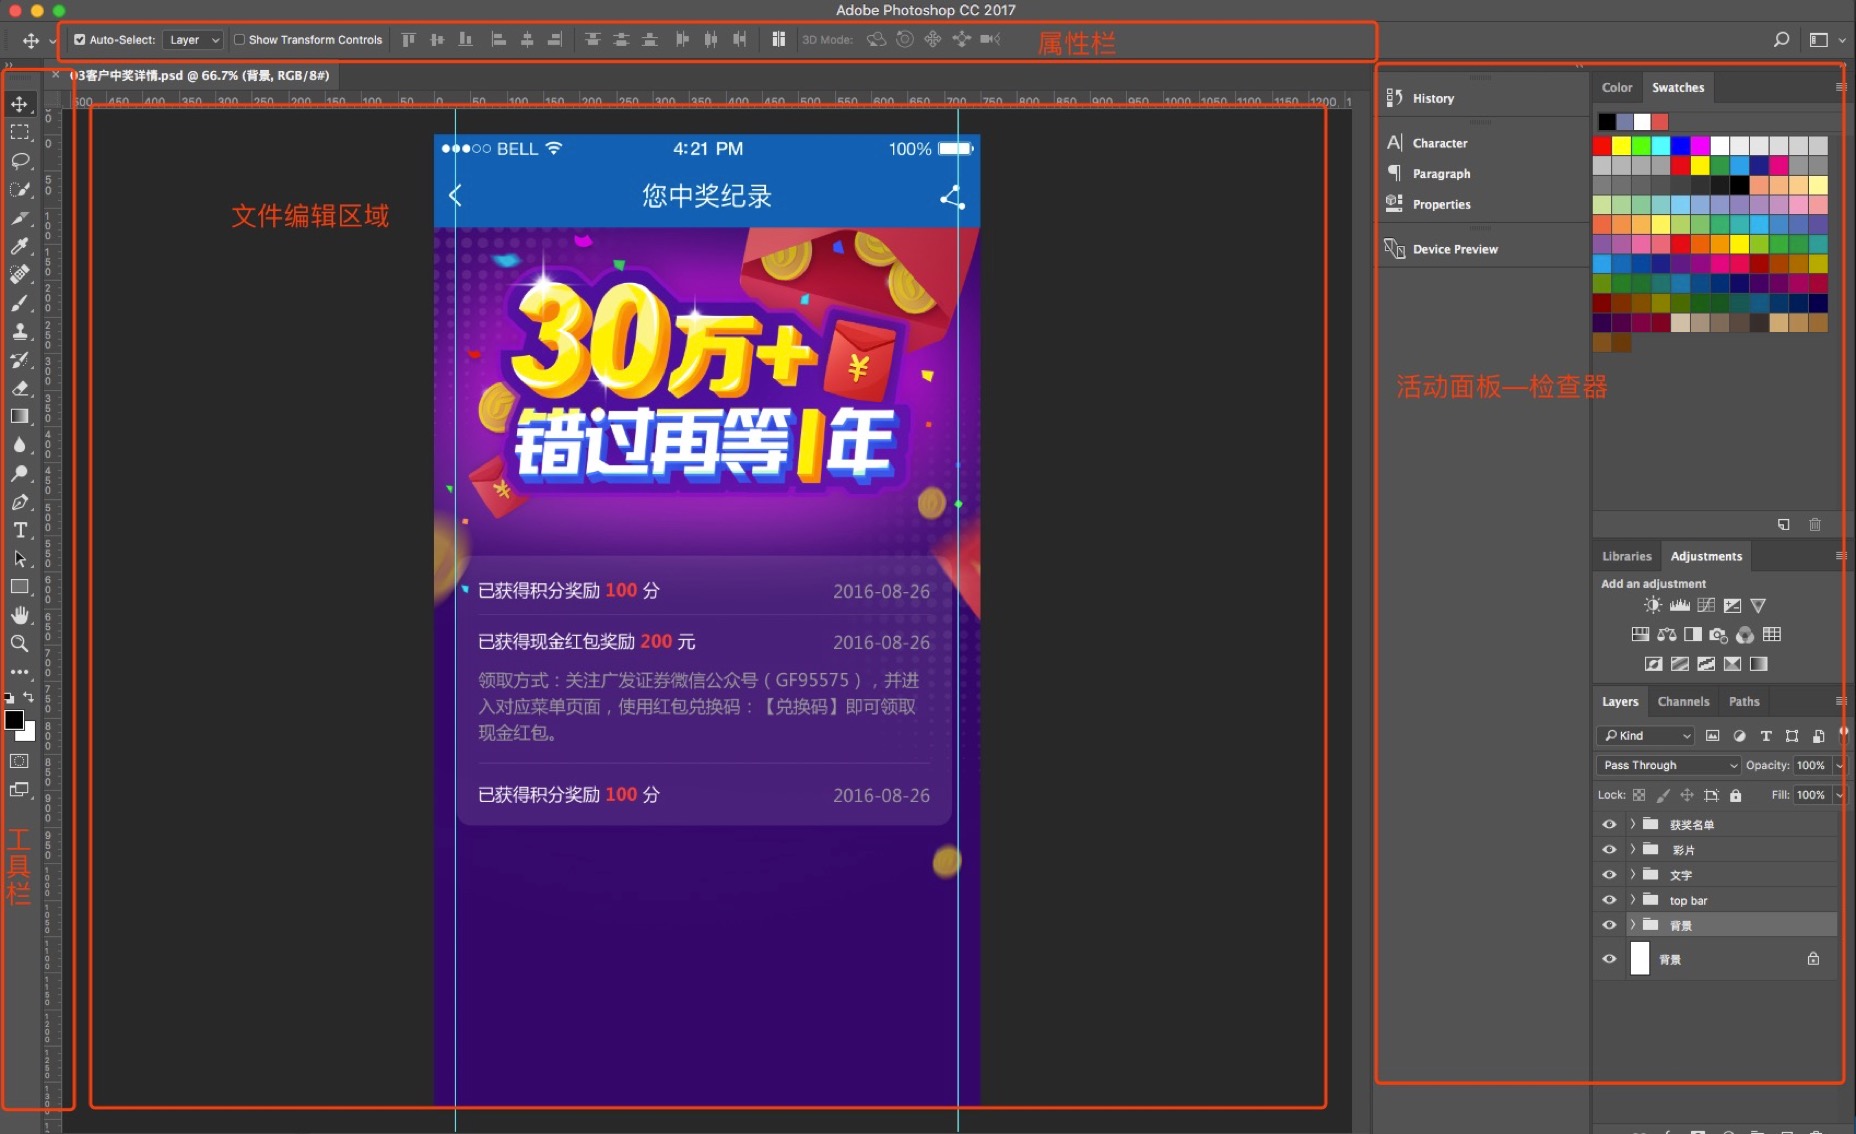 Adobe Photoshop CC 2017
Auto-Select: Layer Show Transform Controls 3D Mode: 属性栏
03客户中奖详情.psd @ 66.7% (背景, RGB/8#)
500 450 400 350 300 250 200 150 100 50 0 50 100 150 200 250 300 350 400 450 500 550 600 650 700 750 800 850 900 950 1000 1050 1100 1150 1200
文件编辑区域
工具栏
BELL 4:21 PM 100%
您中奖纪录
30万+
¥
错过再等1年
¥
已获得积分奖励 100 分 2016-08-26
已获得现金红包奖励 200 元 2016-08-26
领取方式：关注广发证券微信公众号（GF95575），并进
入对应菜单页面，使用红包兑换码：【兑换码】即可领取
现金红包。
已获得积分奖励 100 分 2016-08-26
History
Character
Paragraph
Properties
Device Preview
活动面板—检查器
Color Swatches
Libraries Adjustments
Add an adjustment
Layers Channels Paths
Kind
Pass Through Opacity: 100%
Lock: Fill: 100%
获奖名单
彩片
文字
top bar
背景
背景